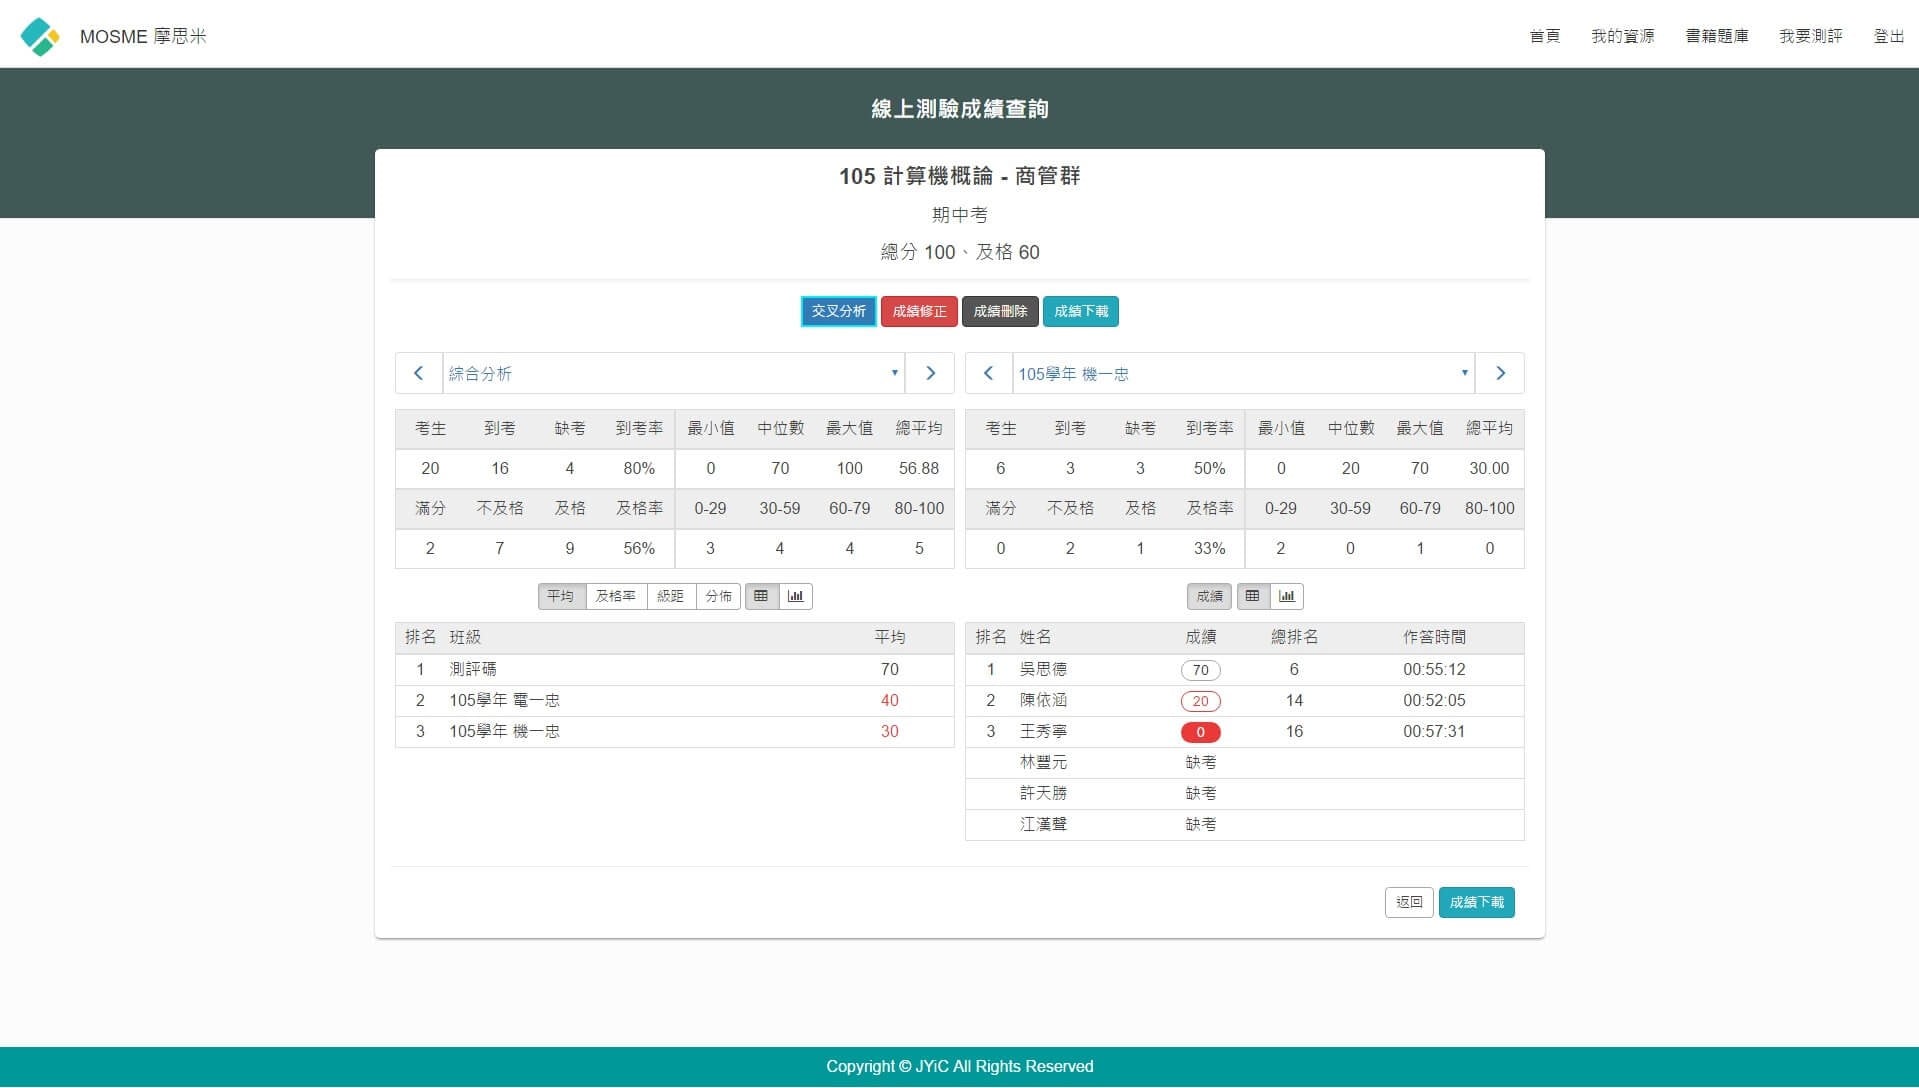 MOSME 摩思米
首頁 我的資源 書籍題庫 我要測評 登出
線上測驗成績查詢
105 計算機概論 - 商管群
期中考
總分 100、及格 60
交叉分析 成績修正 成績刪除 成績下載
綜合分析
考生 到考 缺考 到考率 最小值 中位數 最大值 總平均
20 16 4 80% 0 70 100 56.88
滿分 不及格 及格 及格率 0-29 30-59 60-79 80-100
2 7 9 56% 3 4 4 5
平均 及格率 級距 分佈
排名 班級 平均
1 測評碼 70
2 105學年 電一忠 40
3 105學年 機一忠 30
105學年 機一忠
考生 到考 缺考 到考率 最小值 中位數 最大值 總平均
6 3 3 50% 0 20 70 30.00
滿分 不及格 及格 及格率 0-29 30-59 60-79 80-100
0 2 1 33% 2 0 1 0
成績
排名 姓名 成績 總排名 作答時間
1 吳思德 70 6 00:55:12
2 陳依涵 20 14 00:52:05
3 王秀寧 0 16 00:57:31
林豐元 缺考
許天勝 缺考
江漢聲 缺考
返回 成績下載
Copyright © JYiC All Rights Reserved